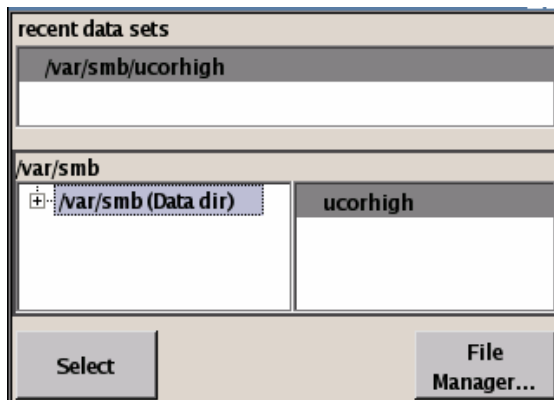 recent data sets
/var/smb/ucorhigh
/var/smb
/var/smb (Data dir)
ucorhigh
Select
File
Manager...